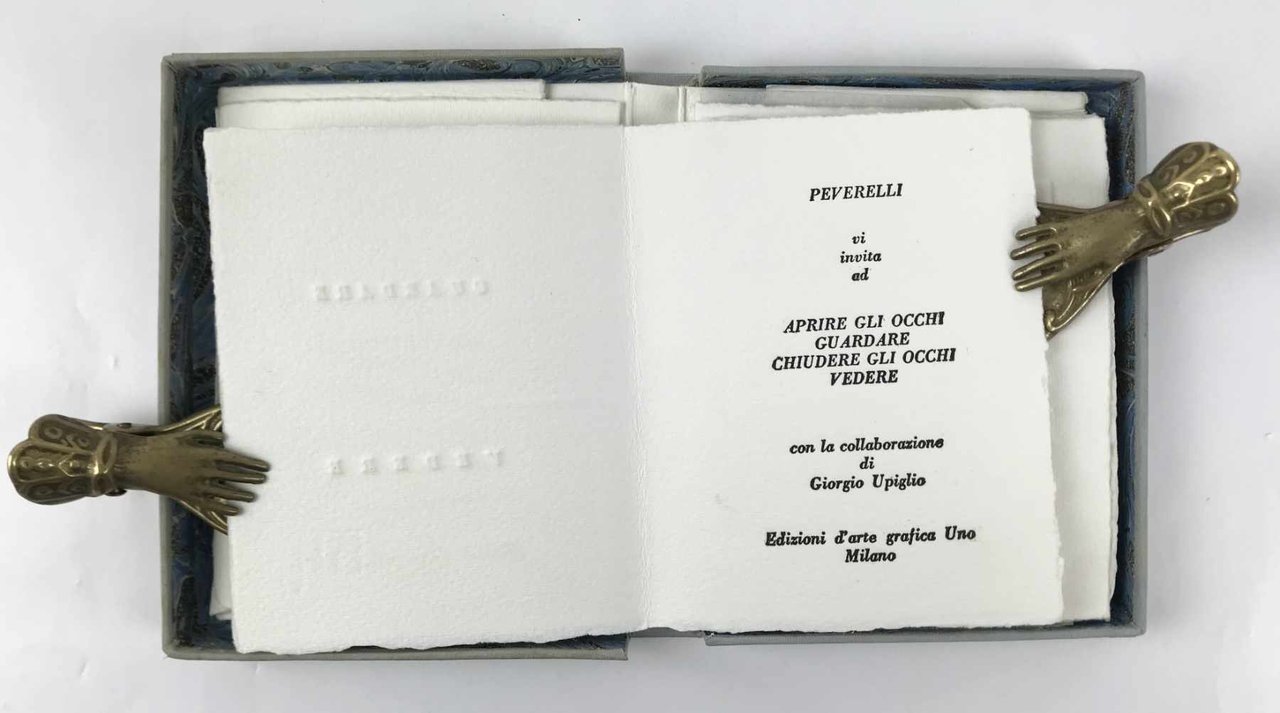 PEVERELLI
vi
invita
ad
APRIRE GLI OCCHI
GUARDARE
CHIUDERE GLI OCCHI
VEDERE
con la collaborazione
di
Giorgio Upiglio
Edizioni d'arte grafica Uno
Milano